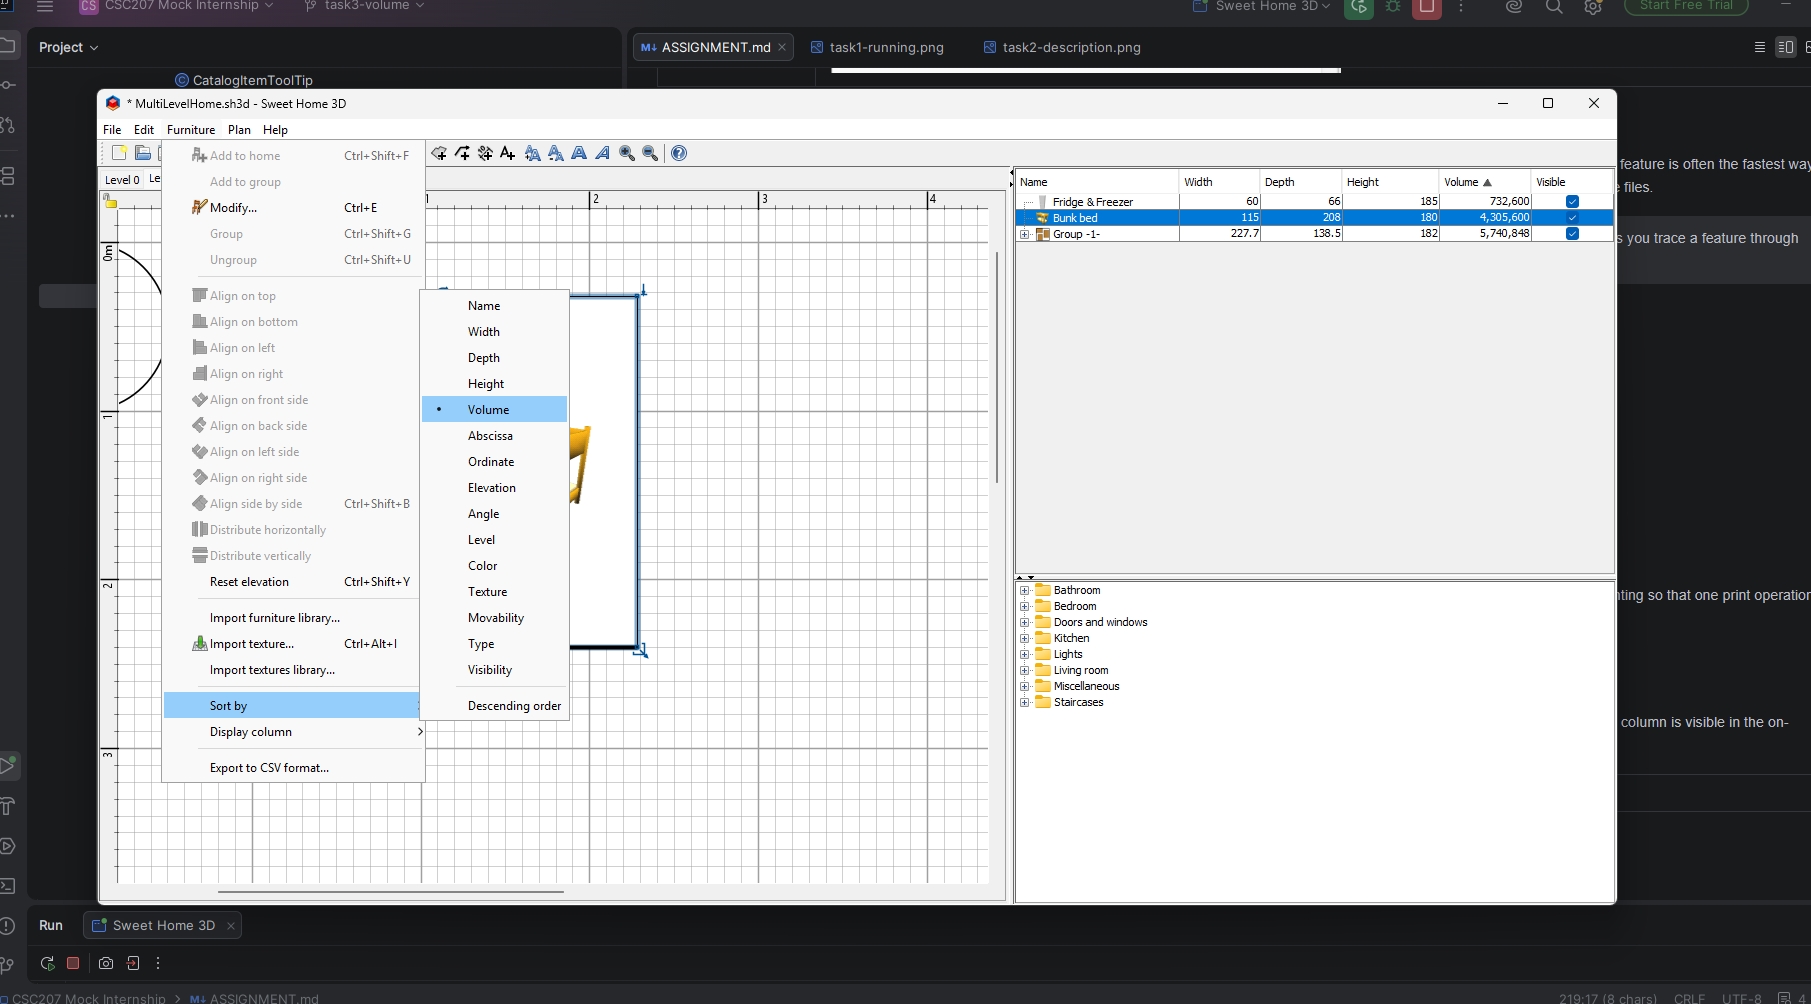 CS CSC207 Mock Internship task3-volume Sweet Home 3D Start Free Trial
Project
M↓ ASSIGNMENT.md task1-running.png task2-description.png
CatalogItemToolTip
* MultiLevelHome.sh3d - Sweet Home 3D
File Edit Furniture Plan Help
Level 0 Le
Add to home Ctrl+Shift+F
Add to group
Modify... Ctrl+E
Group Ctrl+Shift+G
Ungroup Ctrl+Shift+U
Align on top
Align on bottom
Align on left
Align on right
Align on front side
Align on back side
Align on left side
Align on right side
Align side by side Ctrl+Shift+B
Distribute horizontally
Distribute vertically
Reset elevation Ctrl+Shift+Y
Import furniture library...
Import texture... Ctrl+Alt+I
Import textures library...
Sort by
Display column
Export to CSV format...
Name
Width
Depth
Height
Volume
Abscissa
Ordinate
Elevation
Angle
Level
Color
Texture
Movability
Type
Visibility
Descending order
1 2 3 4
0m
1
2
3
Name Width Depth Height Volume Visible
Fridge & Freezer 60 66 185 732,600
Bunk bed 115 208 180 4,305,600
Group -1- 227.7 138.5 182 5,740,848
Bathroom
Bedroom
Doors and windows
Kitchen
Lights
Living room
Miscellaneous
Staircases
feature is often the fastest way
files.
s you trace a feature through
nting so that one print operation
column is visible in the on-
Run Sweet Home 3D
CSC207 Mock Internship > M↓ ASSIGNMENT.md 219:17 (8 chars) CRLF UTF-8 4